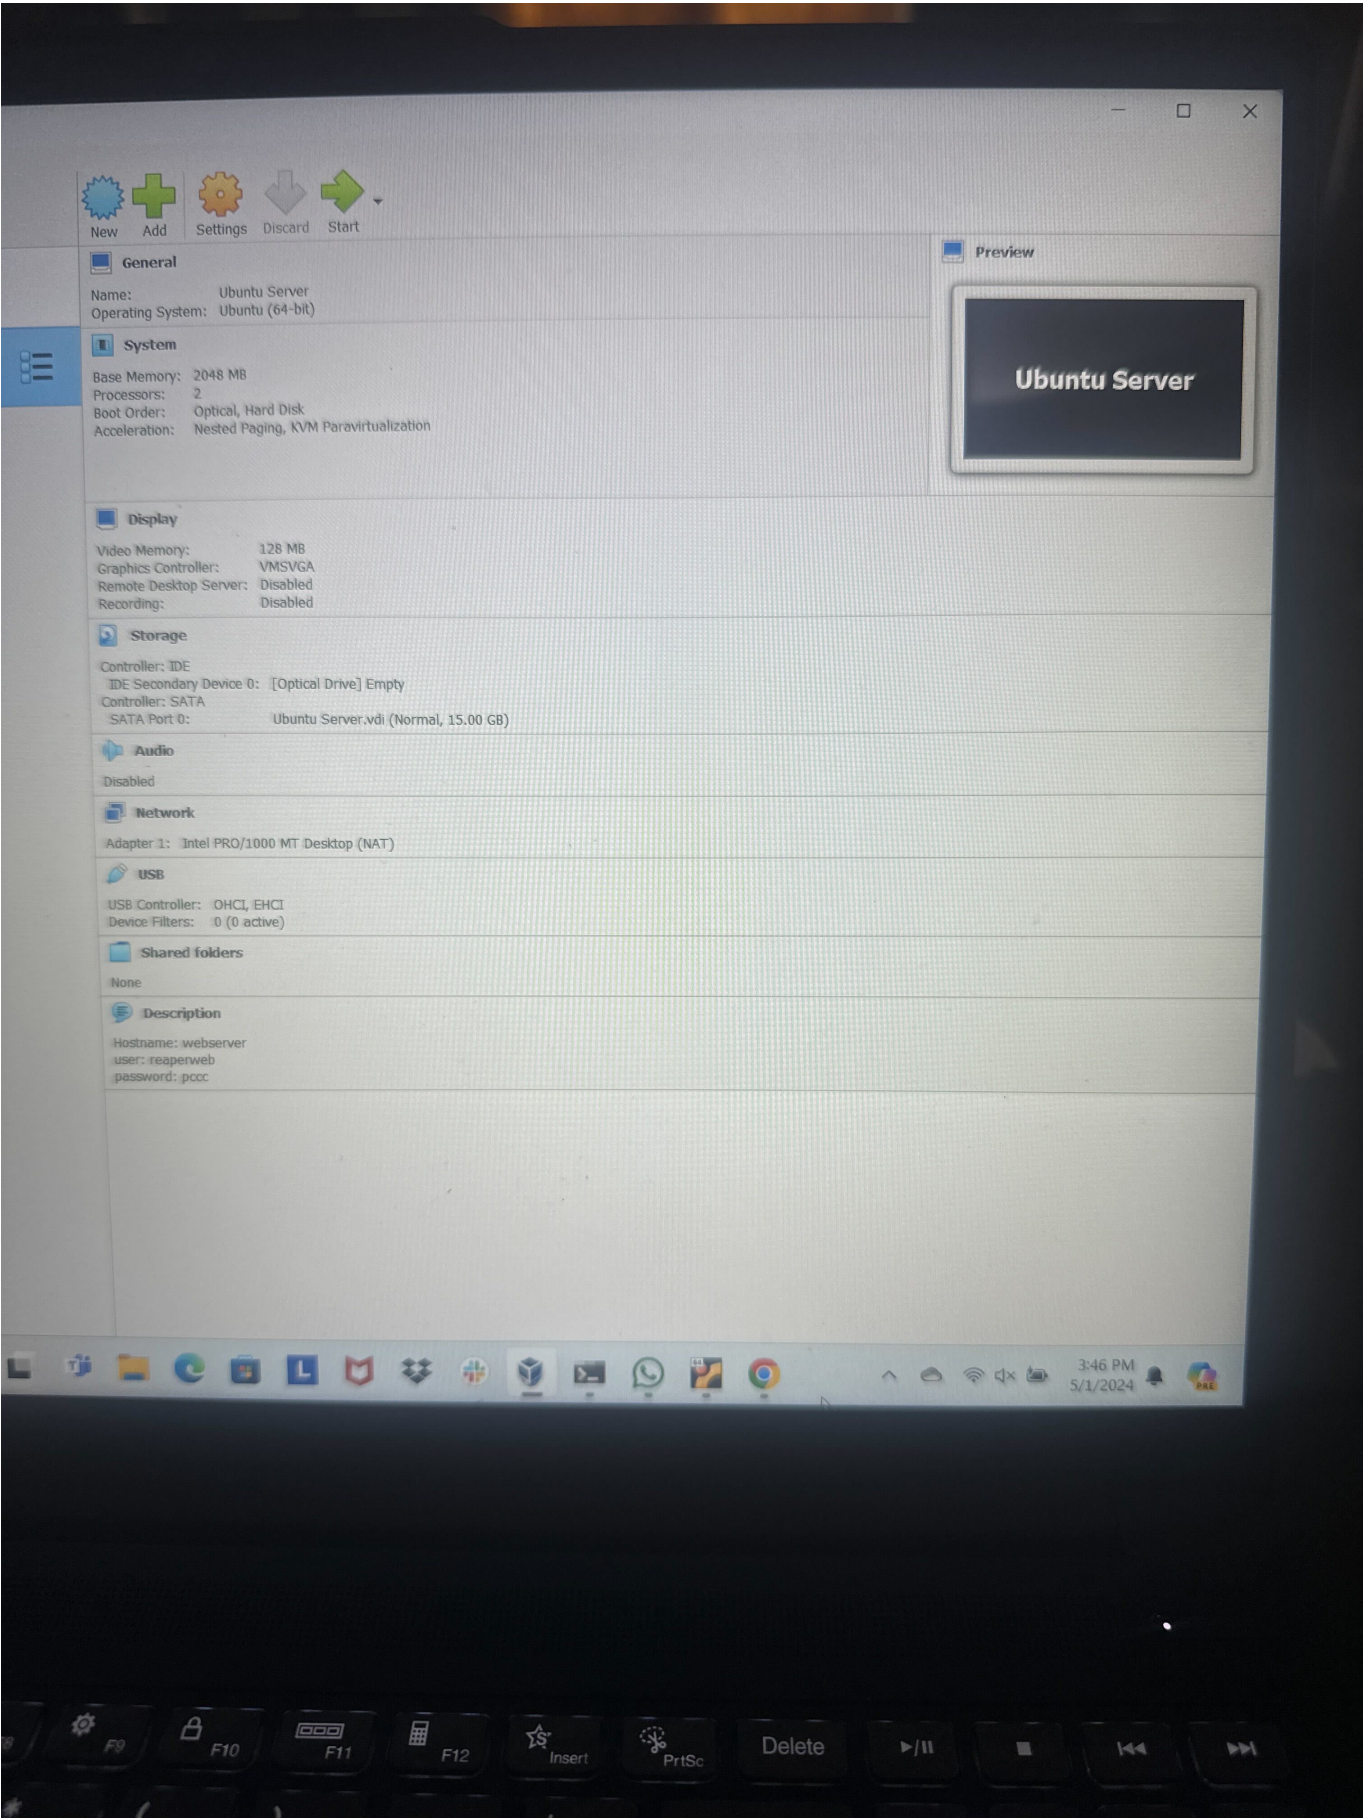 New Add Settings Discard Start
General
Name: Ubuntu Server
Operating System: Ubuntu (64-bit)
Preview
Ubuntu Server
System
Base Memory: 2048 MB
Processors: 2
Boot Order: Optical, Hard Disk
Acceleration: Nested Paging, KVM Paravirtualization
Display
Video Memory: 128 MB
Graphics Controller: VMSVGA
Remote Desktop Server: Disabled
Recording: Disabled
Storage
Controller: IDE
IDE Secondary Device 0: [Optical Drive] Empty
Controller: SATA
SATA Port 0: Ubuntu Server.vdi (Normal, 15.00 GB)
Audio
Disabled
Network
Adapter 1: Intel PRO/1000 MT Desktop (NAT)
USB
USB Controller: OHCI, EHCI
Device Filters: 0 (0 active)
Shared folders
None
Description
Hostname: webserver
user: reaperweb
password: pccc
3:46 PM
5/1/2024
PRE
F9 F10 F11 F12 Insert PrtSc Delete